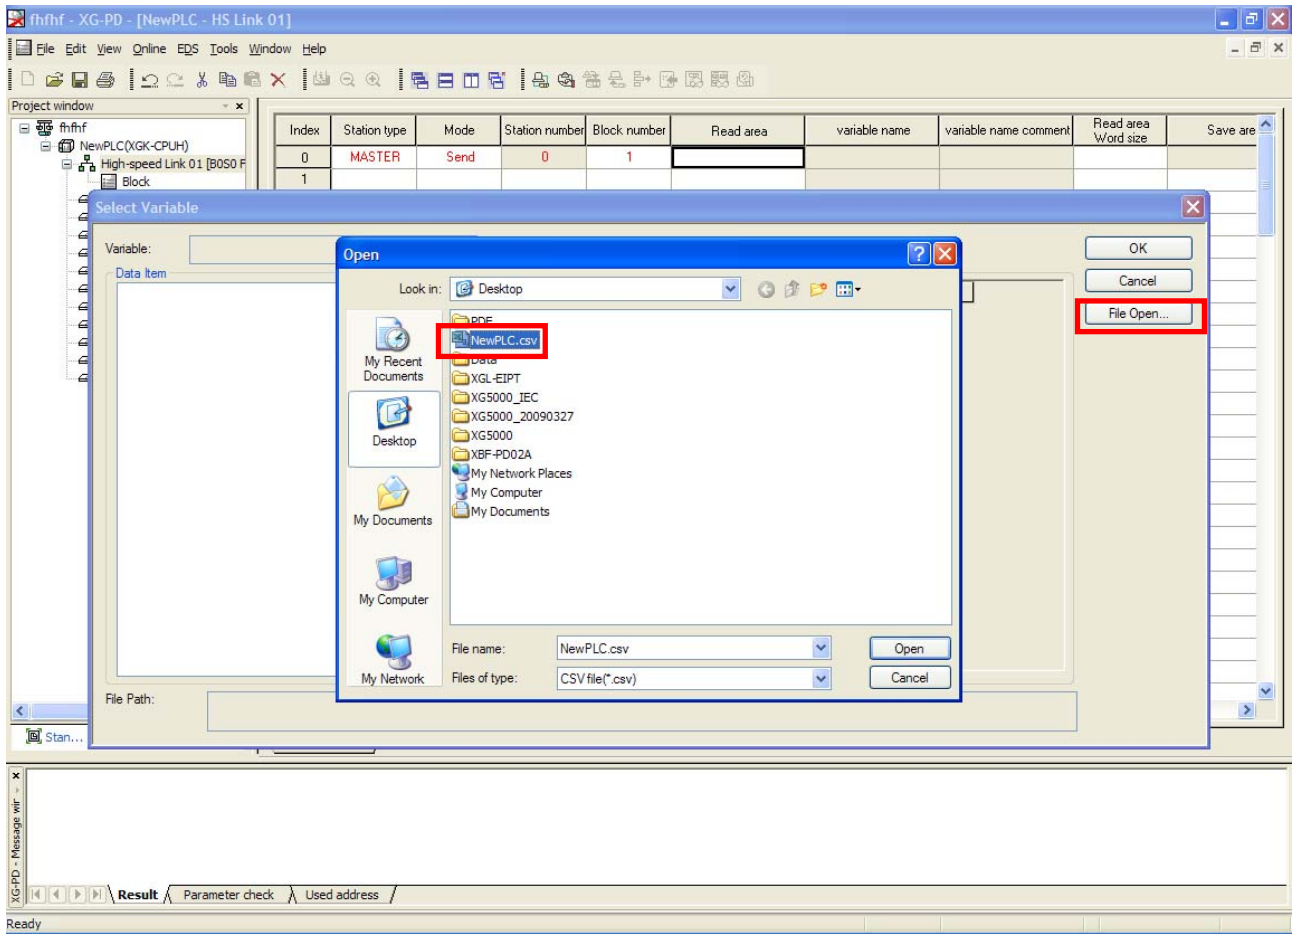 fhfhf - XG-PD - [NewPLC - HS Link 01]
File Edit View Online EDS Tools Window Help
Project window
fhfhf
NewPLC(XGK-CPUH)
High-speed Link 01 [B0S0 F
Block
Index Station type Mode Station number Block number Read area variable name variable name comment Read area Word size Save are
0 MASTER Send 0 1
1
Select Variable
Variable:
Data Item
OK
Cancel
File Open...
Open
Look in: Desktop
My Recent Documents
Desktop
My Documents
My Computer
My Network
PDF
NewPLC.csv
Data
XGL-EIPT
XG5000_IEC
XG5000_20090327
XG5000
XBF-PD02A
My Network Places
My Computer
My Documents
File name: NewPLC.csv Open
Files of type: CSV file(*.csv) Cancel
File Path:
Stan...
XG-PD - Message wir
Result Parameter check Used address
Ready